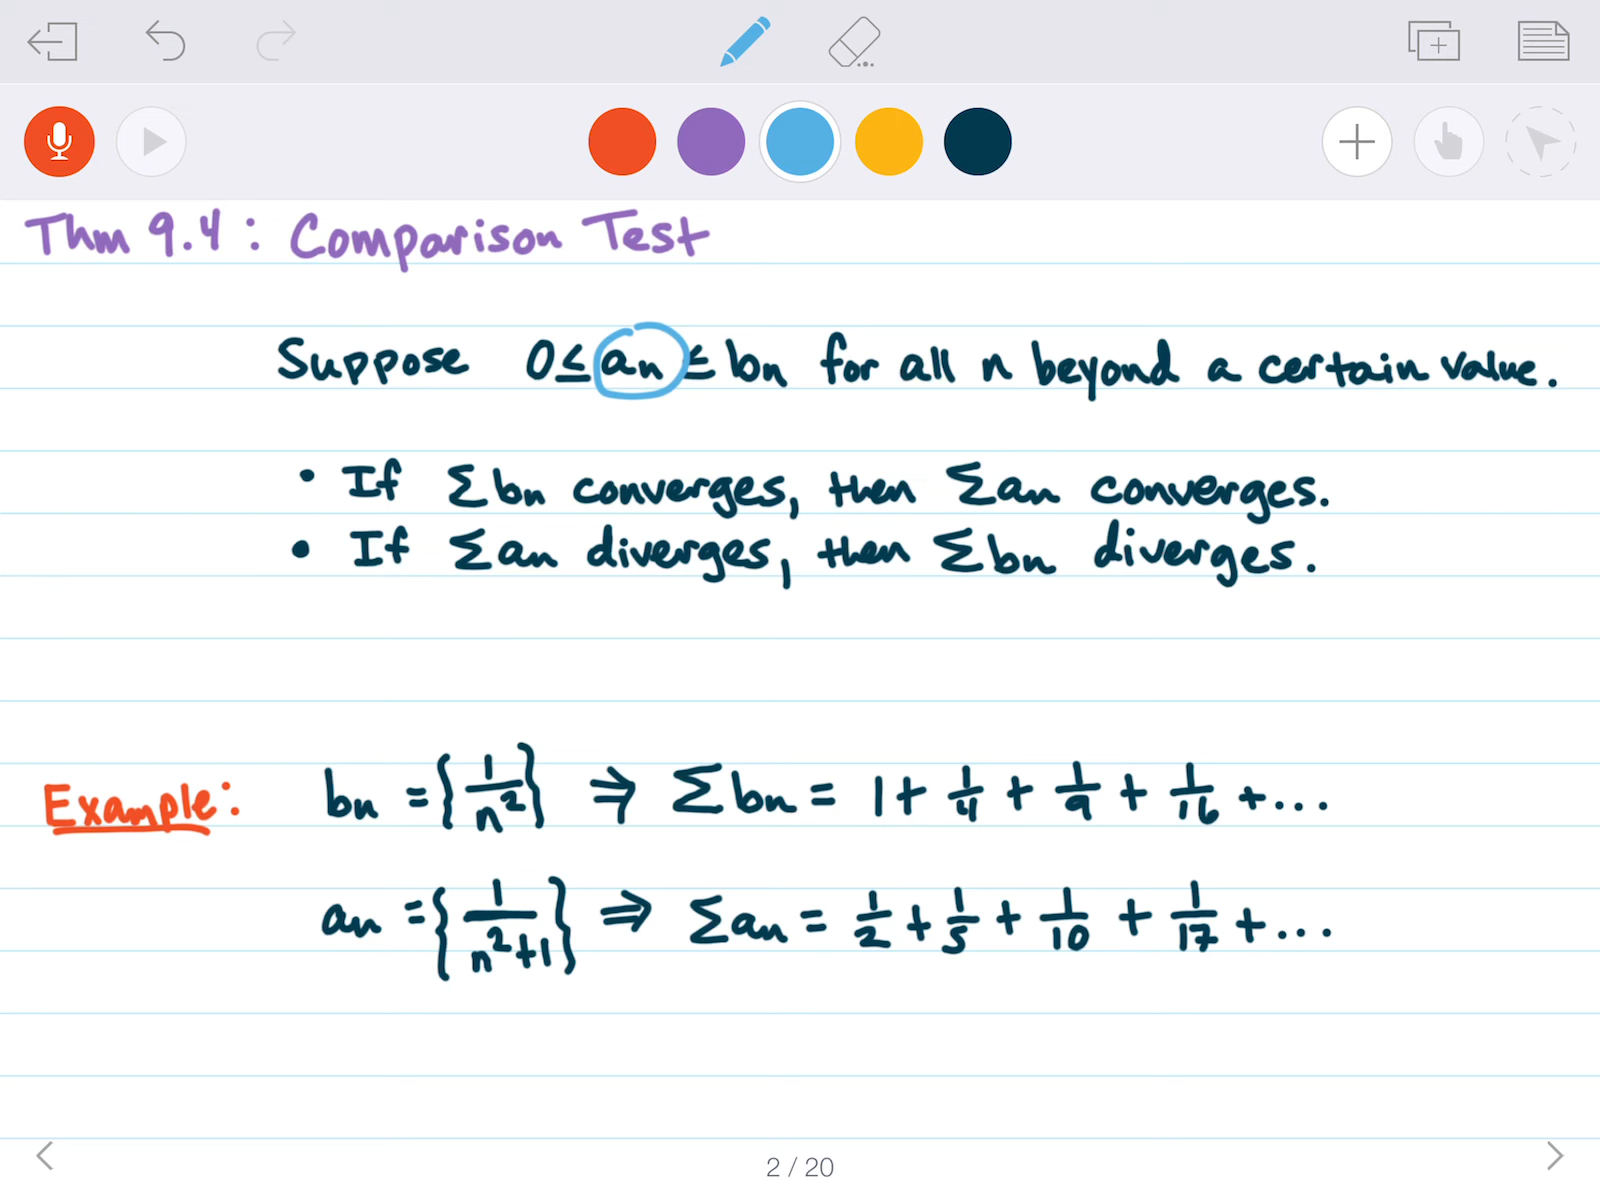 Thm 9.4: Comparison Test
Suppose 0 ≤ an ≤ bn for all n beyond a certain value.
• If Σbn converges, then Σan converges.
• If Σan diverges, then Σbn diverges.
Example: bn = {1/n²} ⇒ Σbn = 1 + 1/4 + 1/9 + 1/16 + ...
an = {1/n²+1} ⇒ Σan = 1/2 + 1/5 + 1/10 + 1/17 + ...
2 / 20